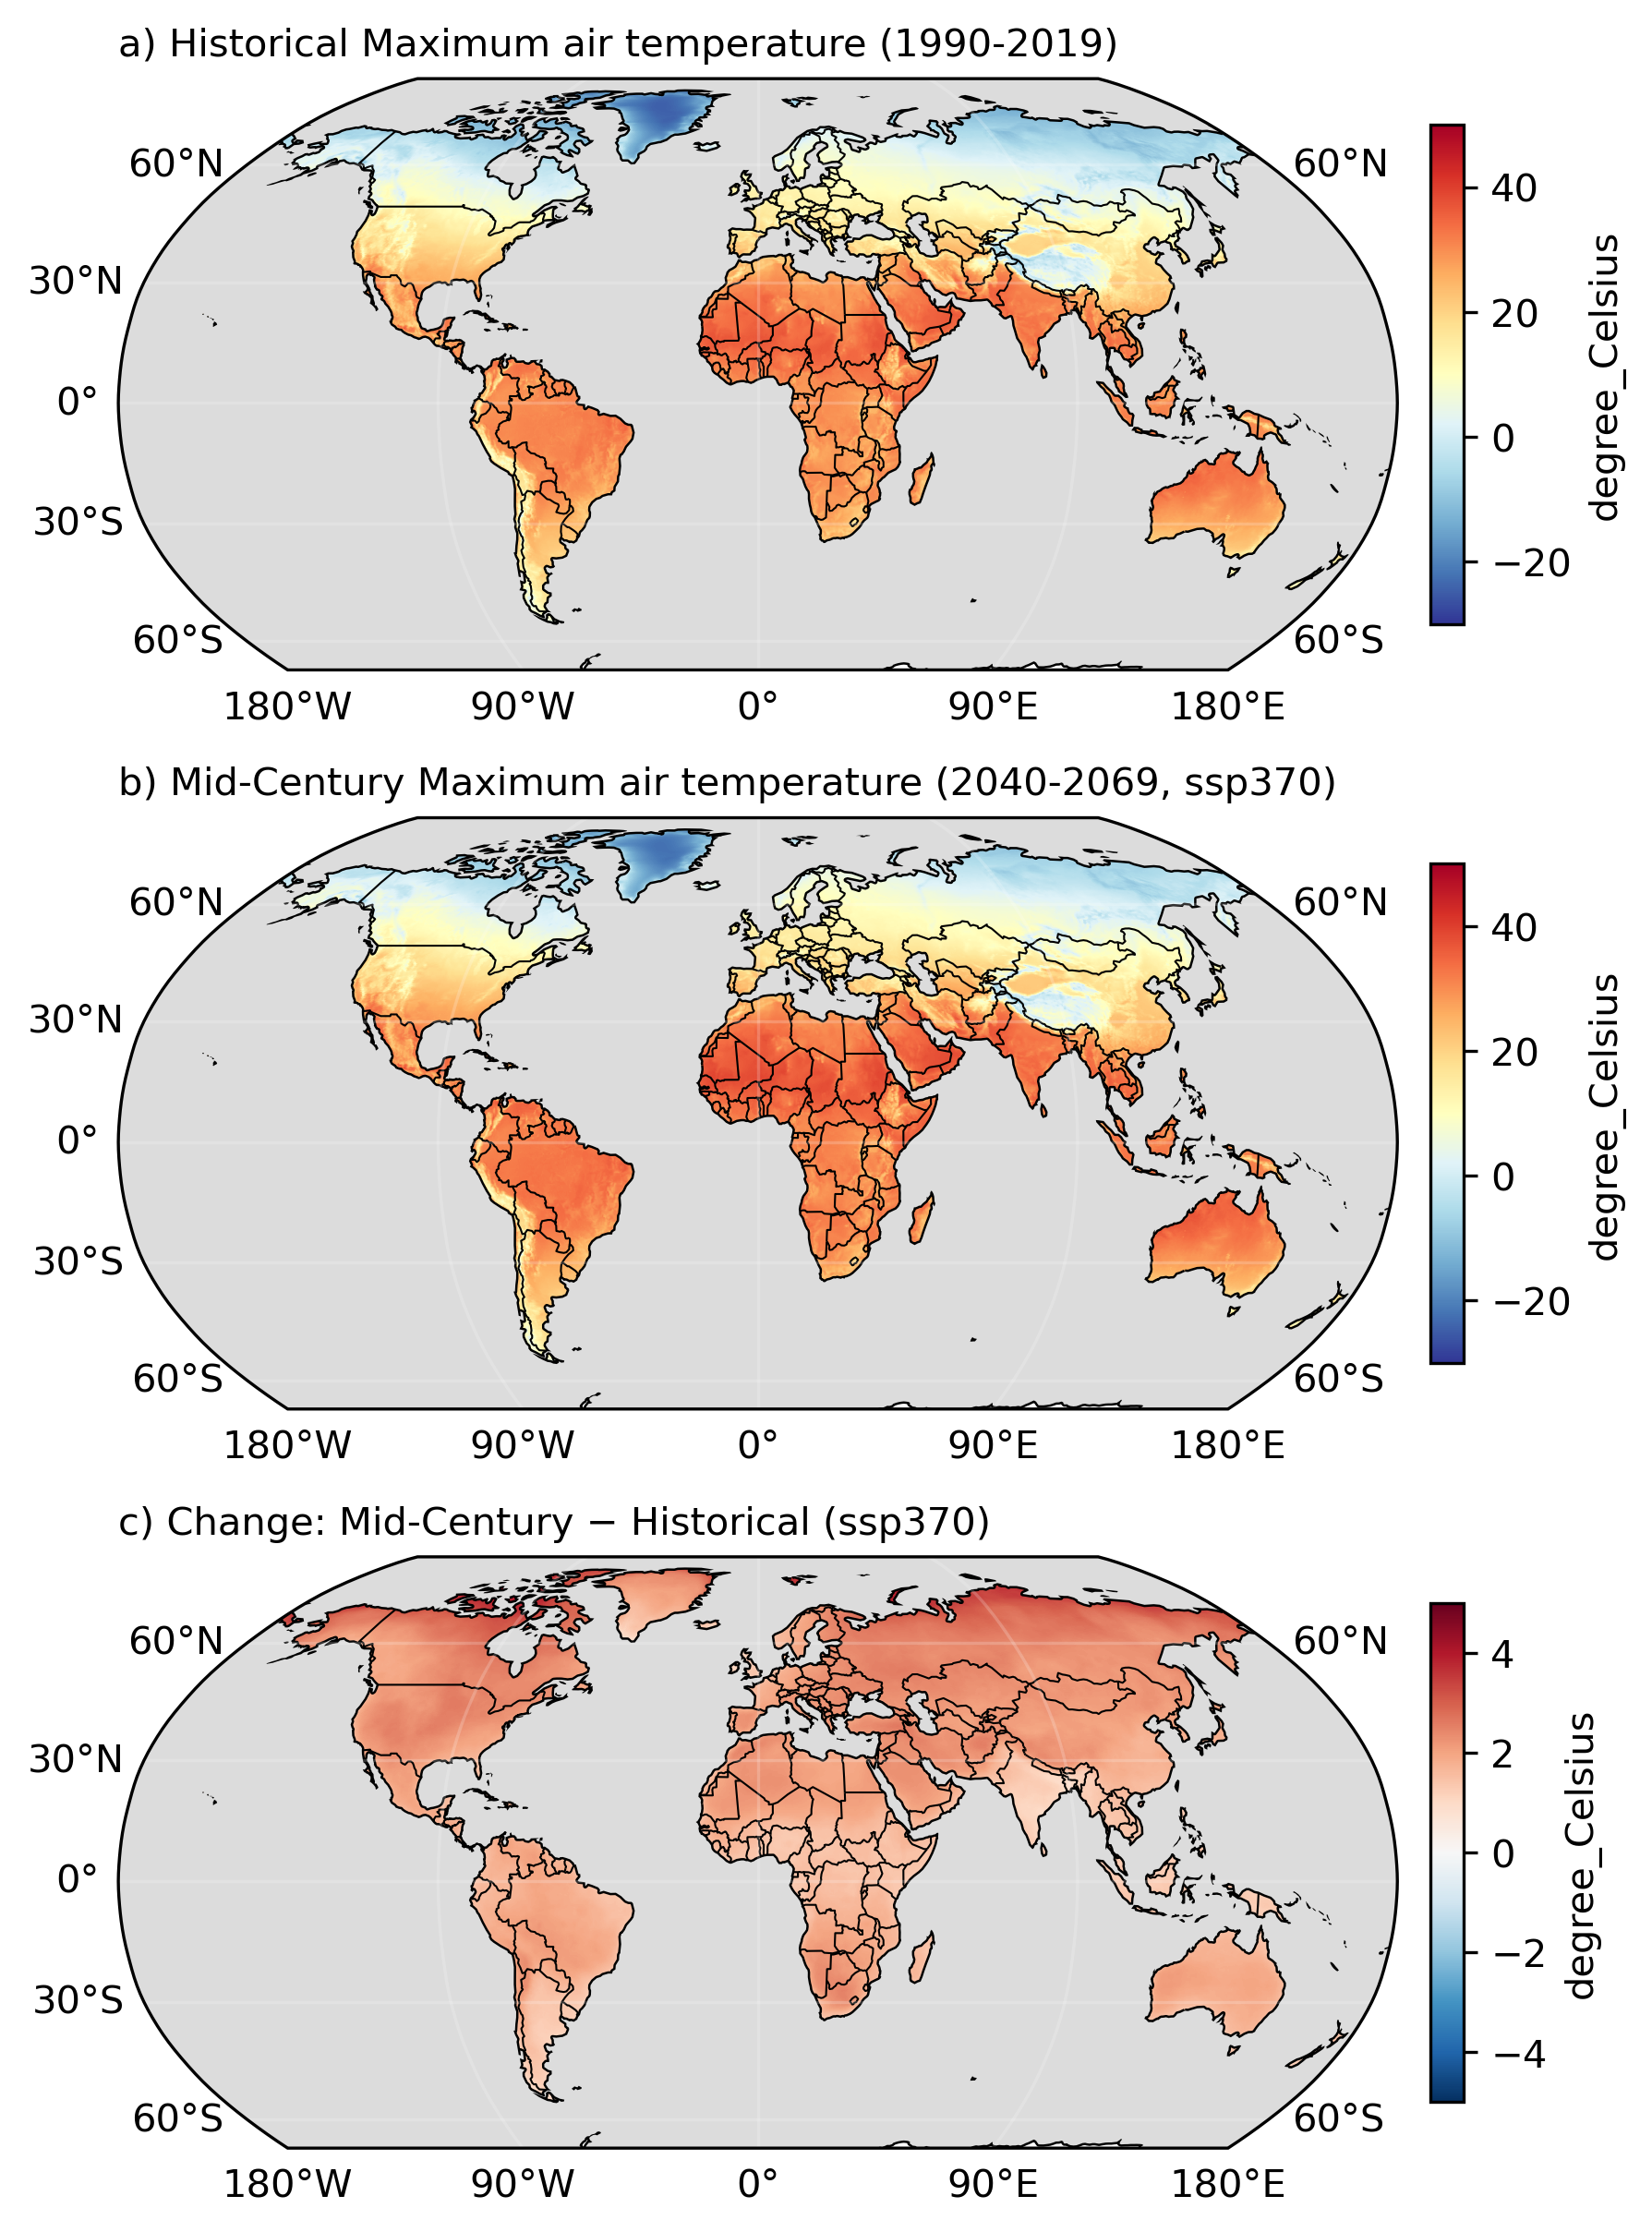 a) Historical Maximum air temperature (1990-2019)
60°N
60°N
30°N
0°
30°S
60°S
60°S
180°W 90°W 0° 90°E 180°E
40
20
0
−20
degree_Celsius
b) Mid-Century Maximum air temperature (2040-2069, ssp370)
60°N
60°N
30°N
0°
30°S
60°S
60°S
180°W 90°W 0° 90°E 180°E
40
20
0
−20
degree_Celsius
c) Change: Mid-Century − Historical (ssp370)
60°N
60°N
30°N
0°
30°S
60°S
60°S
180°W 90°W 0° 90°E 180°E
4
2
0
−2
−4
degree_Celsius